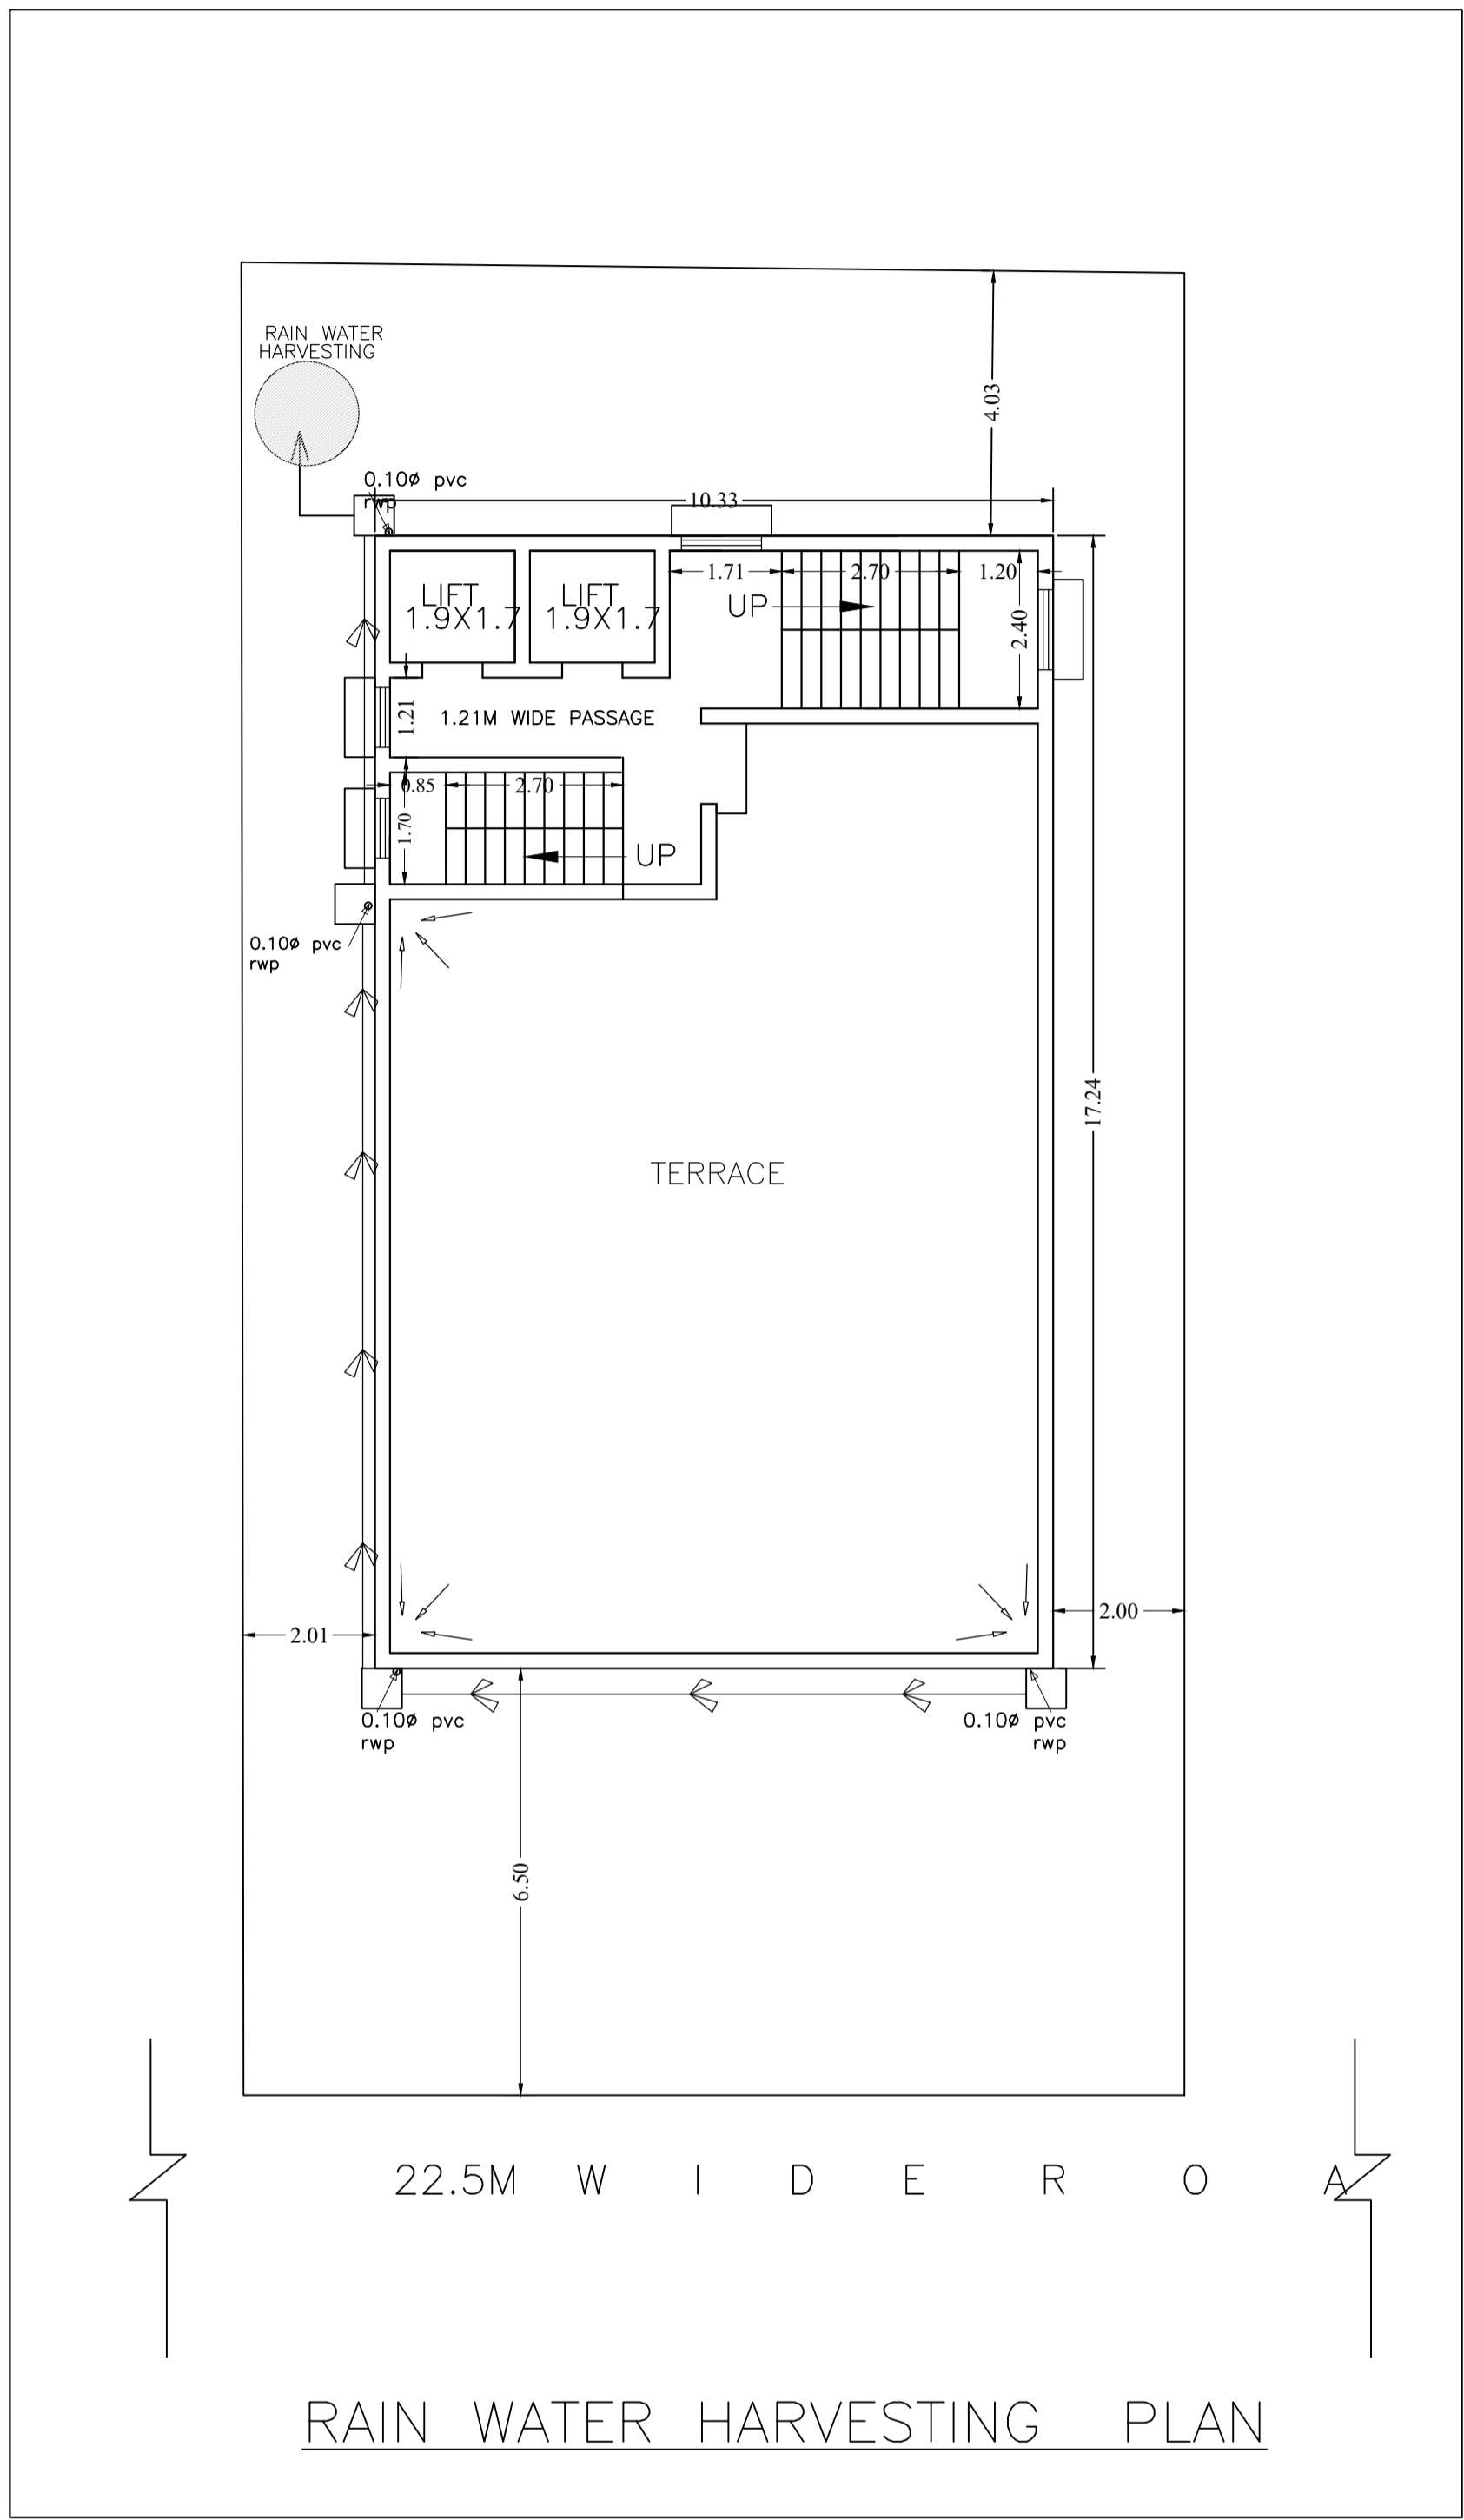 RAIN WATER
HARVESTING
4.03
0.10ø pvc
rwp
10.33
LIFT
1.9X1.7
LIFT
1.9X1.7
1.71
2.70
1.20
UP
2.40
1.21
1.21M WIDE PASSAGE
0.85
2.70
1.70
UP
0.10ø pvc
rwp
17.24
TERRACE
2.00
2.01
0.10ø pvc
rwp
0.10ø pvc
rwp
6.50
22.5M W I D E R O A
RAIN WATER HARVESTING PLAN